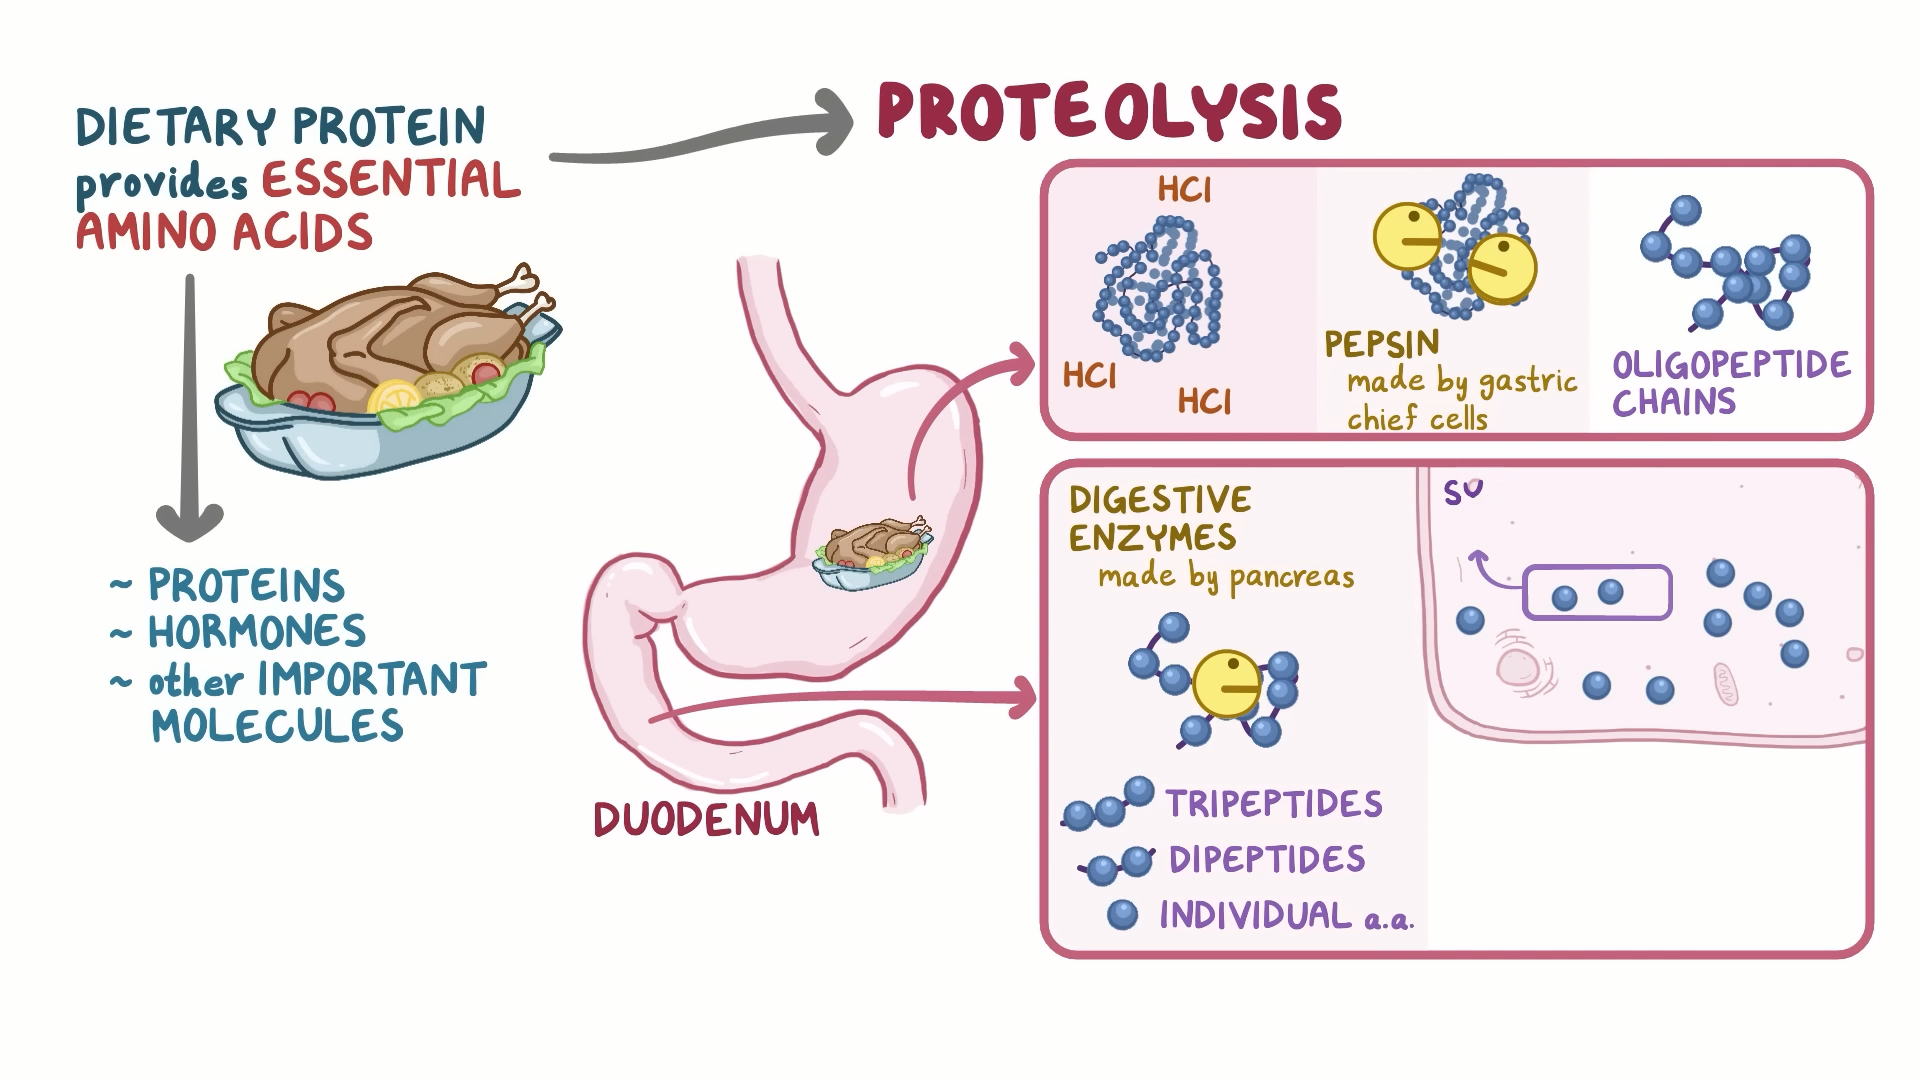 DIETARY PROTEIN
provides ESSENTIAL
AMINO ACIDS
~ PROTEINS
~ HORMONES
~ other IMPORTANT
MOLECULES
DUODENUM
PROTEOLYSIS
HCl
HCl
HCl
PEPSIN
made by gastric
chief cells
OLIGOPEPTIDE
CHAINS
DIGESTIVE
ENZYMES
made by pancreas
TRIPEPTIDES
DIPEPTIDES
INDIVIDUAL a.a.